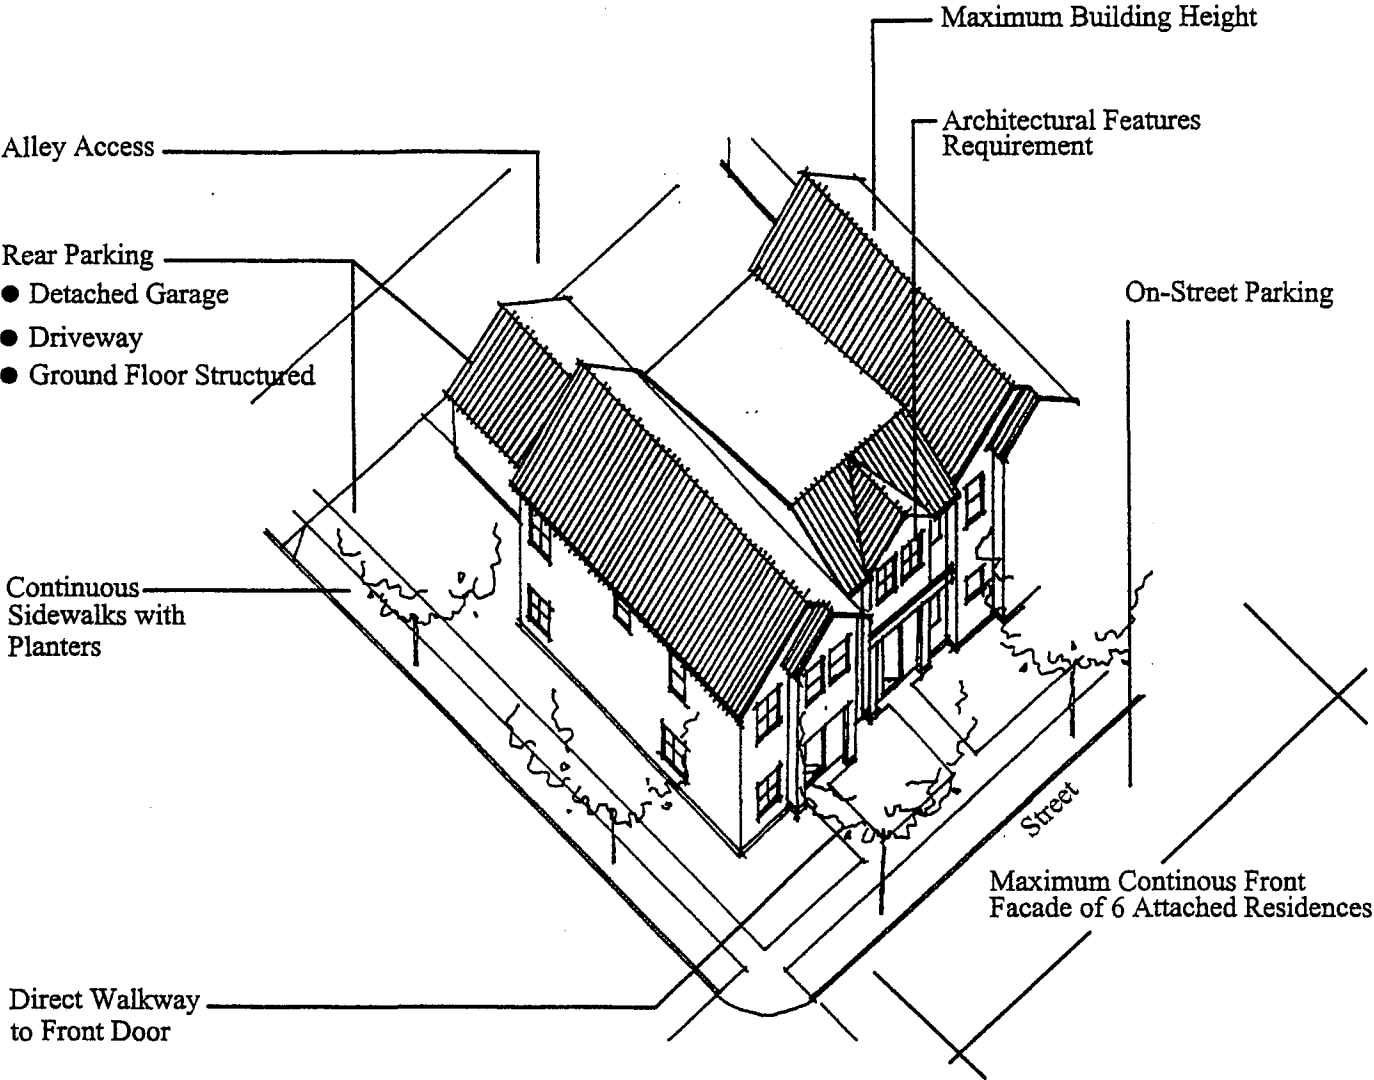 Maximum Building Height
Architectural Features
Requirement
Alley Access
Rear Parking
● Detached Garage
● Driveway
● Ground Floor Structured
On-Street Parking
Continuous
Sidewalks with
Planters
Street
Maximum Continous Front
Facade of 6 Attached Residences
Direct Walkway
to Front Door